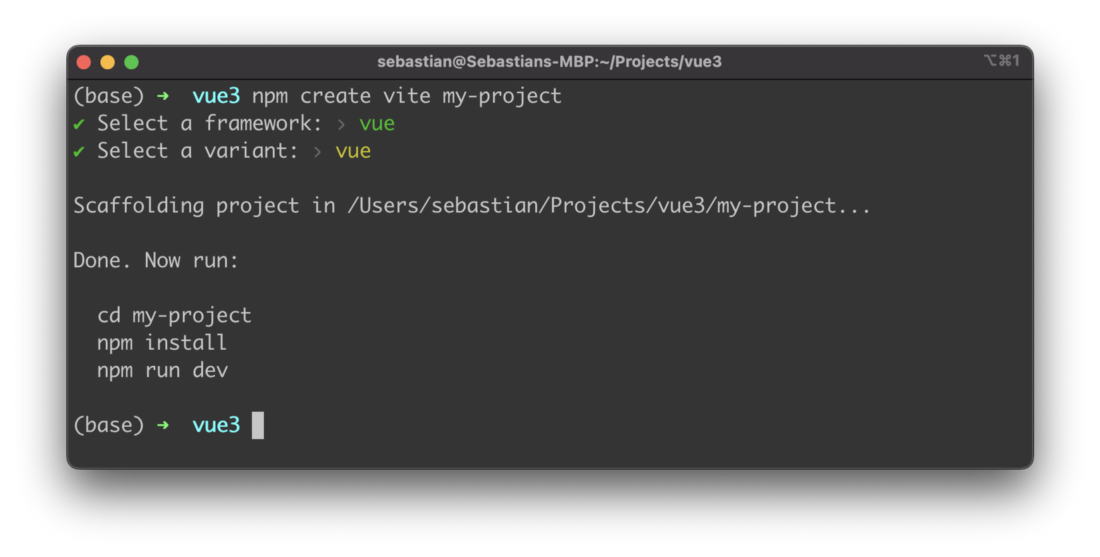 sebastian@Sebastians-MBP:~/Projects/vue3 ⌥⌘1
(base) ➜ vue3 npm create vite my-project
✔ Select a framework: › vue
✔ Select a variant: › vue
Scaffolding project in /Users/sebastian/Projects/vue3/my-project...
Done. Now run:
cd my-project
npm install
npm run dev
(base) ➜ vue3